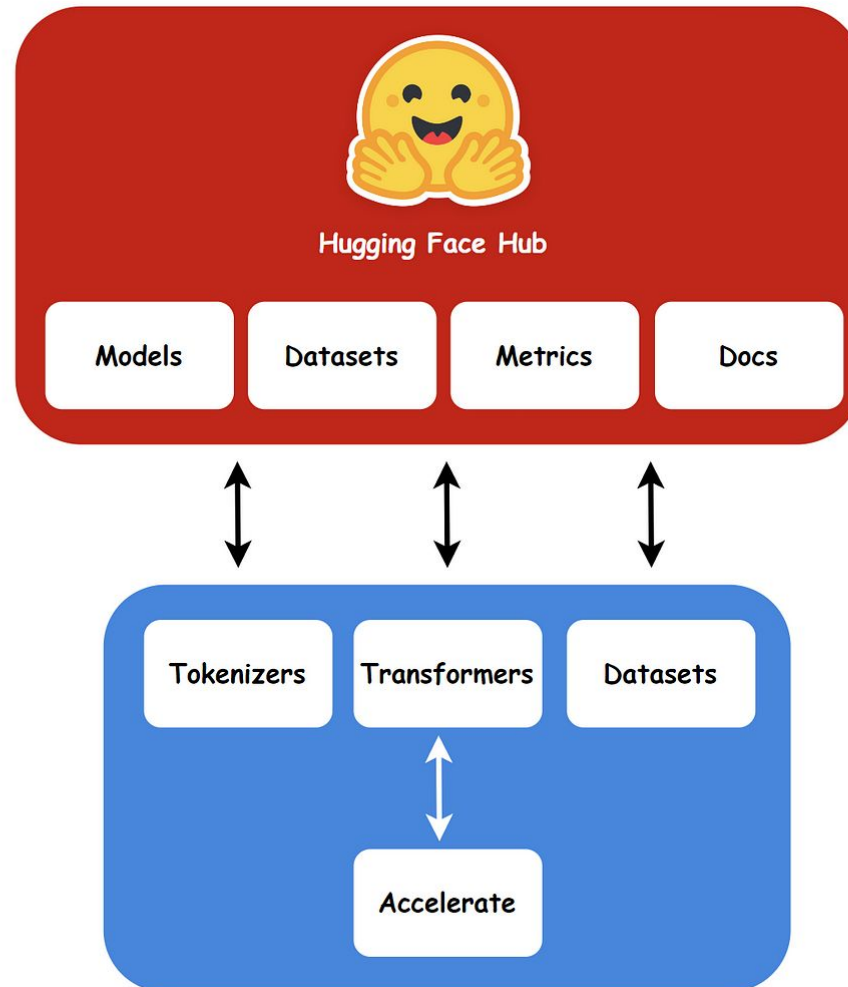 Hugging Face Hub
Models
Datasets
Metrics
Docs
Tokenizers
Transformers
Datasets
Accelerate